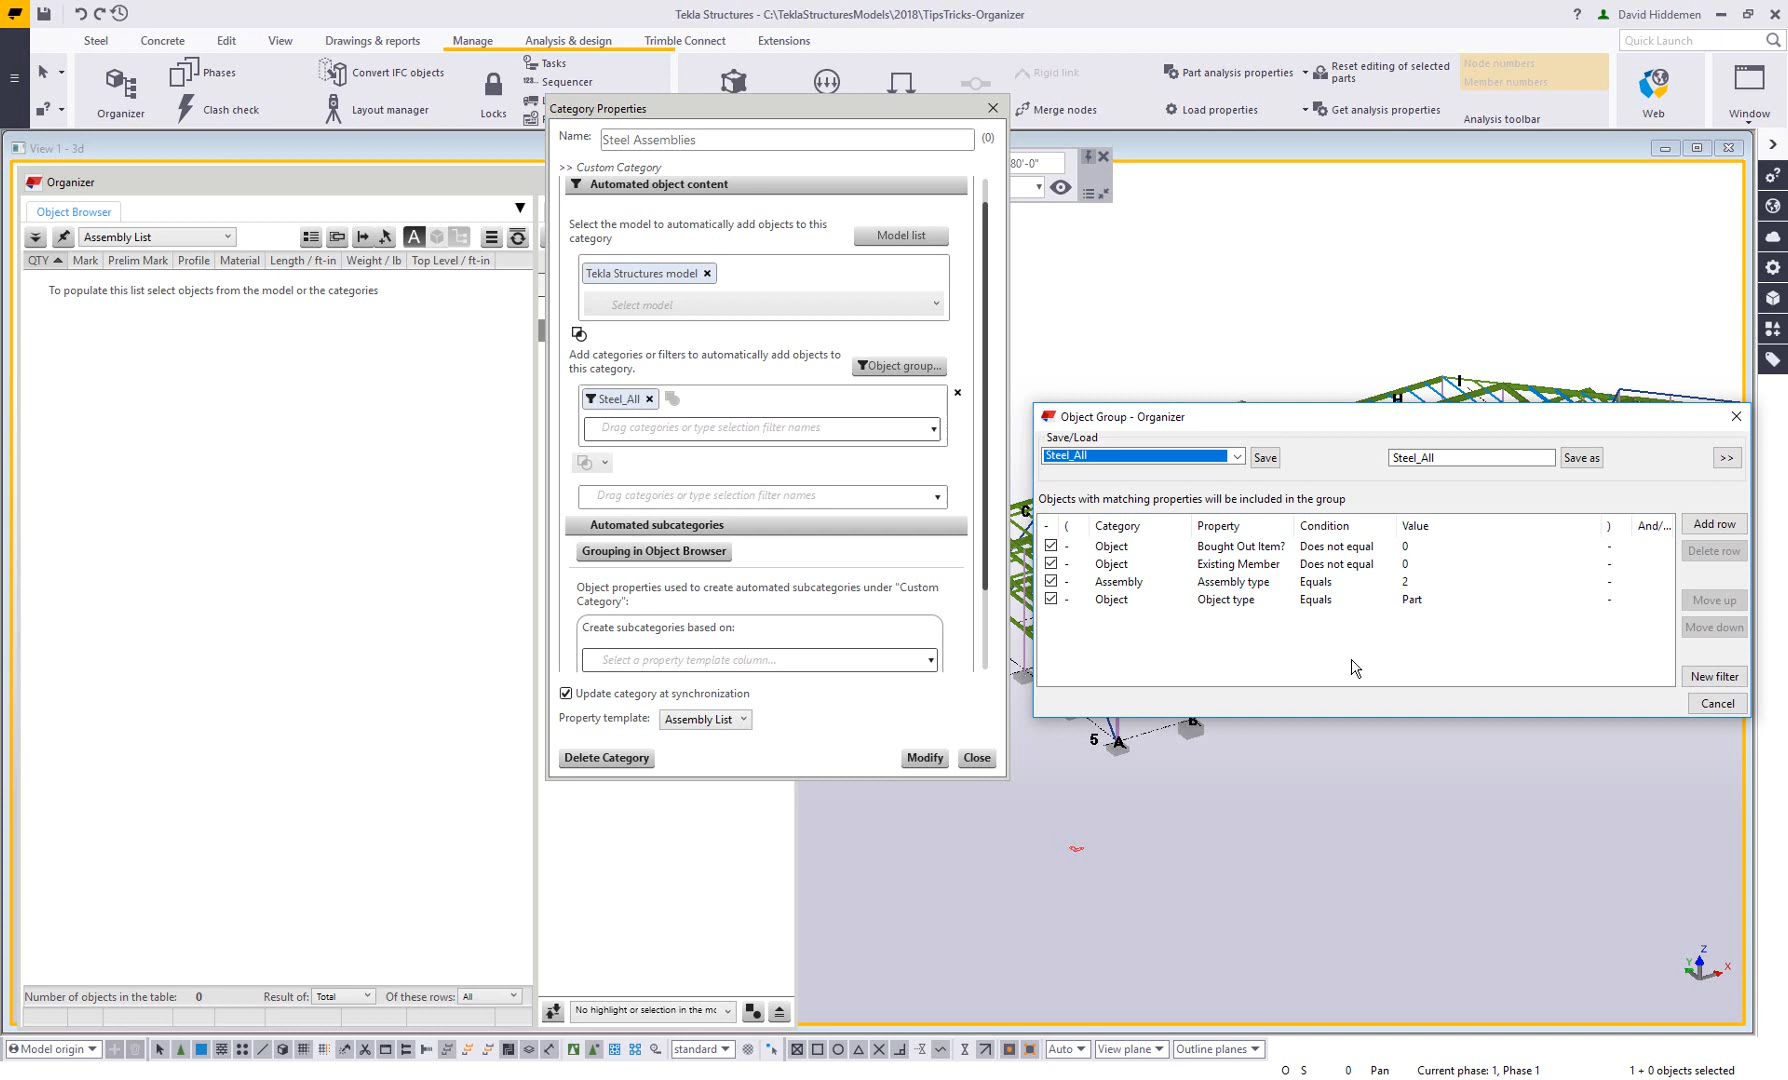 Tekla Structures - C:\TeklaStructuresModels\2018\TipsTricks-Organizer
? David Hiddemen
Steel Concrete Edit View Drawings & reports Manage Analysis & design Trimble Connect Extensions
Quick Launch
Organizer
Phases
Clash check
Convert IFC objects
Layout manager
Locks
Tasks
Sequencer
Rigid link
Merge nodes
Part analysis properties
Load properties
Reset editing of selected parts
Get analysis properties
Node numbers
Member numbers
Analysis toolbar
Web
Window
View 1 - 3d
Organizer
Object Browser
Assembly List
A
QTY Mark Prelim Mark Profile Material Length / ft-in Weight / lb Top Level / ft-in
To populate this list select objects from the model or the categories
Number of objects in the table: 0 Result of: Total Of these rows: All
Category Properties
Name: Steel Assemblies (0)
>> Custom Category
Automated object content
Select the model to automatically add objects to this
category
Model list
Tekla Structures model
Select model
Add categories or filters to automatically add objects to
this category.
Object group...
Steel_All
Drag categories or type selection filter names
Drag categories or type selection filter names
Automated subcategories
Grouping in Object Browser
Object properties used to create automated subcategories under "Custom
Category":
Create subcategories based on:
Select a property template column...
Update category at synchronization
Property template: Assembly List
Delete Category Modify Close
No highlight or selection in the mc
80'-0"
Object Group - Organizer
Save/Load
Steel_All Save Steel_All Save as >>
Objects with matching properties will be included in the group
- ( Category Property Condition Value ) And/...
- Object Bought Out Item? Does not equal 0 -
- Object Existing Member Does not equal 0 -
- Assembly Assembly type Equals 2 -
- Object Object type Equals Part -
Add row
Delete row
Move up
Move down
New filter
Cancel
I
H
C
B
5 A
Z
Y X
Model origin standard Auto View plane Outline planes
O S 0 Pan Current phase: 1, Phase 1 1 + 0 objects selected